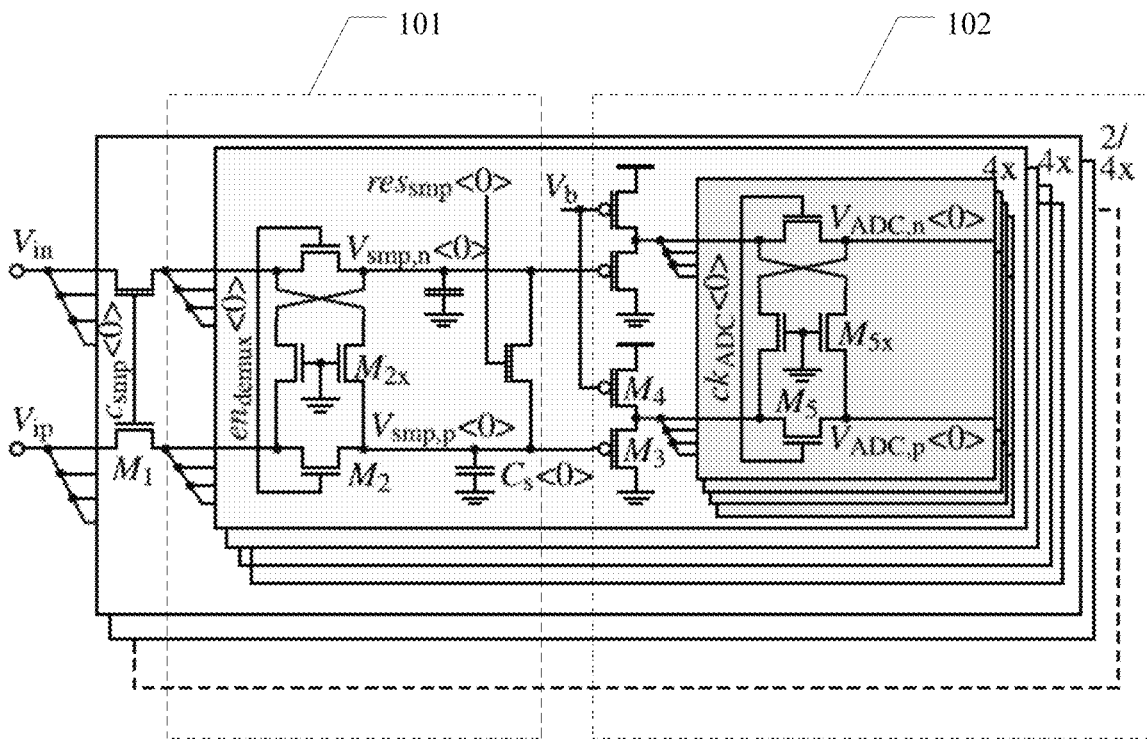 101
102
2/
4x
4x
4x
res_smp<0>
V_b
V_smp,n<0>
V_ADC,n<0>
V_in
c_smp<0>
en_demux<0>
M_2x
ck_ADC<0>
M_5x
M_4
M_5
V_ip
V_smp,p<0>
M_3
V_ADC,p<0>
M_1
M_2
C_s<0>